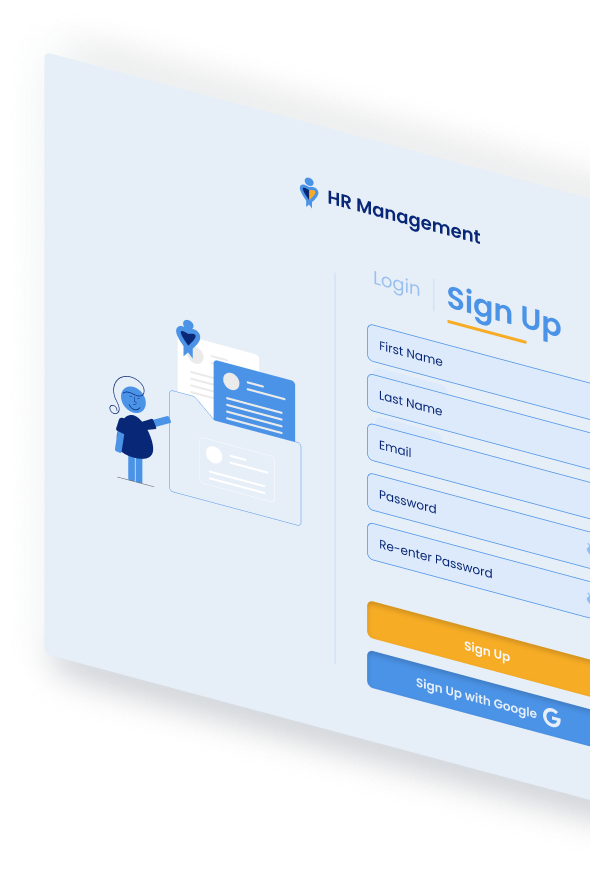 HR Management
Login
Sign Up
First Name
Last Name
Email
Password
Re-enter Password
Sign Up
Sign Up with Google G